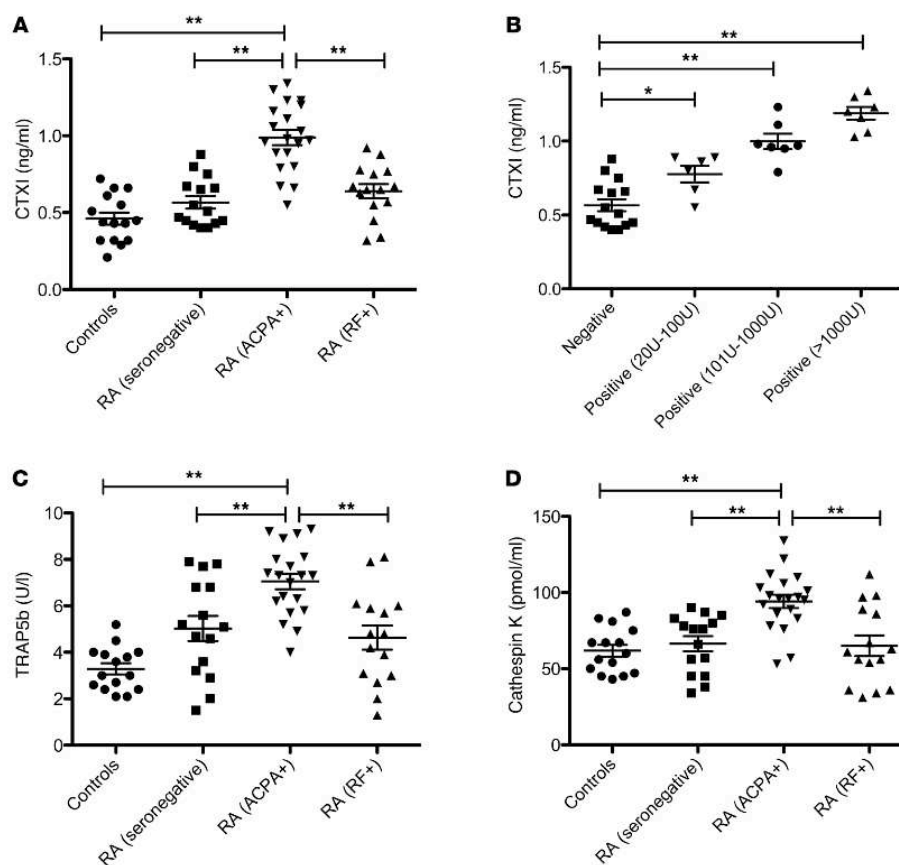 A
**
**
**
CTXI (ng/ml)
1.5
1.0
0.5
0.0
Controls
RA (seronegative)
RA (ACPA+)
RA (RF+)
B
**
**
*
CTXI (ng/ml)
1.5
1.0
0.5
0.0
Negative
Positive (20U-100U)
Positive (101U-1000U)
Positive (>1000U)
C
**
**
**
TRAP5b (U/l)
10
8
6
4
2
0
Controls
RA (seronegative)
RA (ACPA+)
RA (RF+)
D
**
**
**
Cathespin K (pmol/ml)
150
100
50
0
Controls
RA (seronegative)
RA (ACPA+)
RA (RF+)